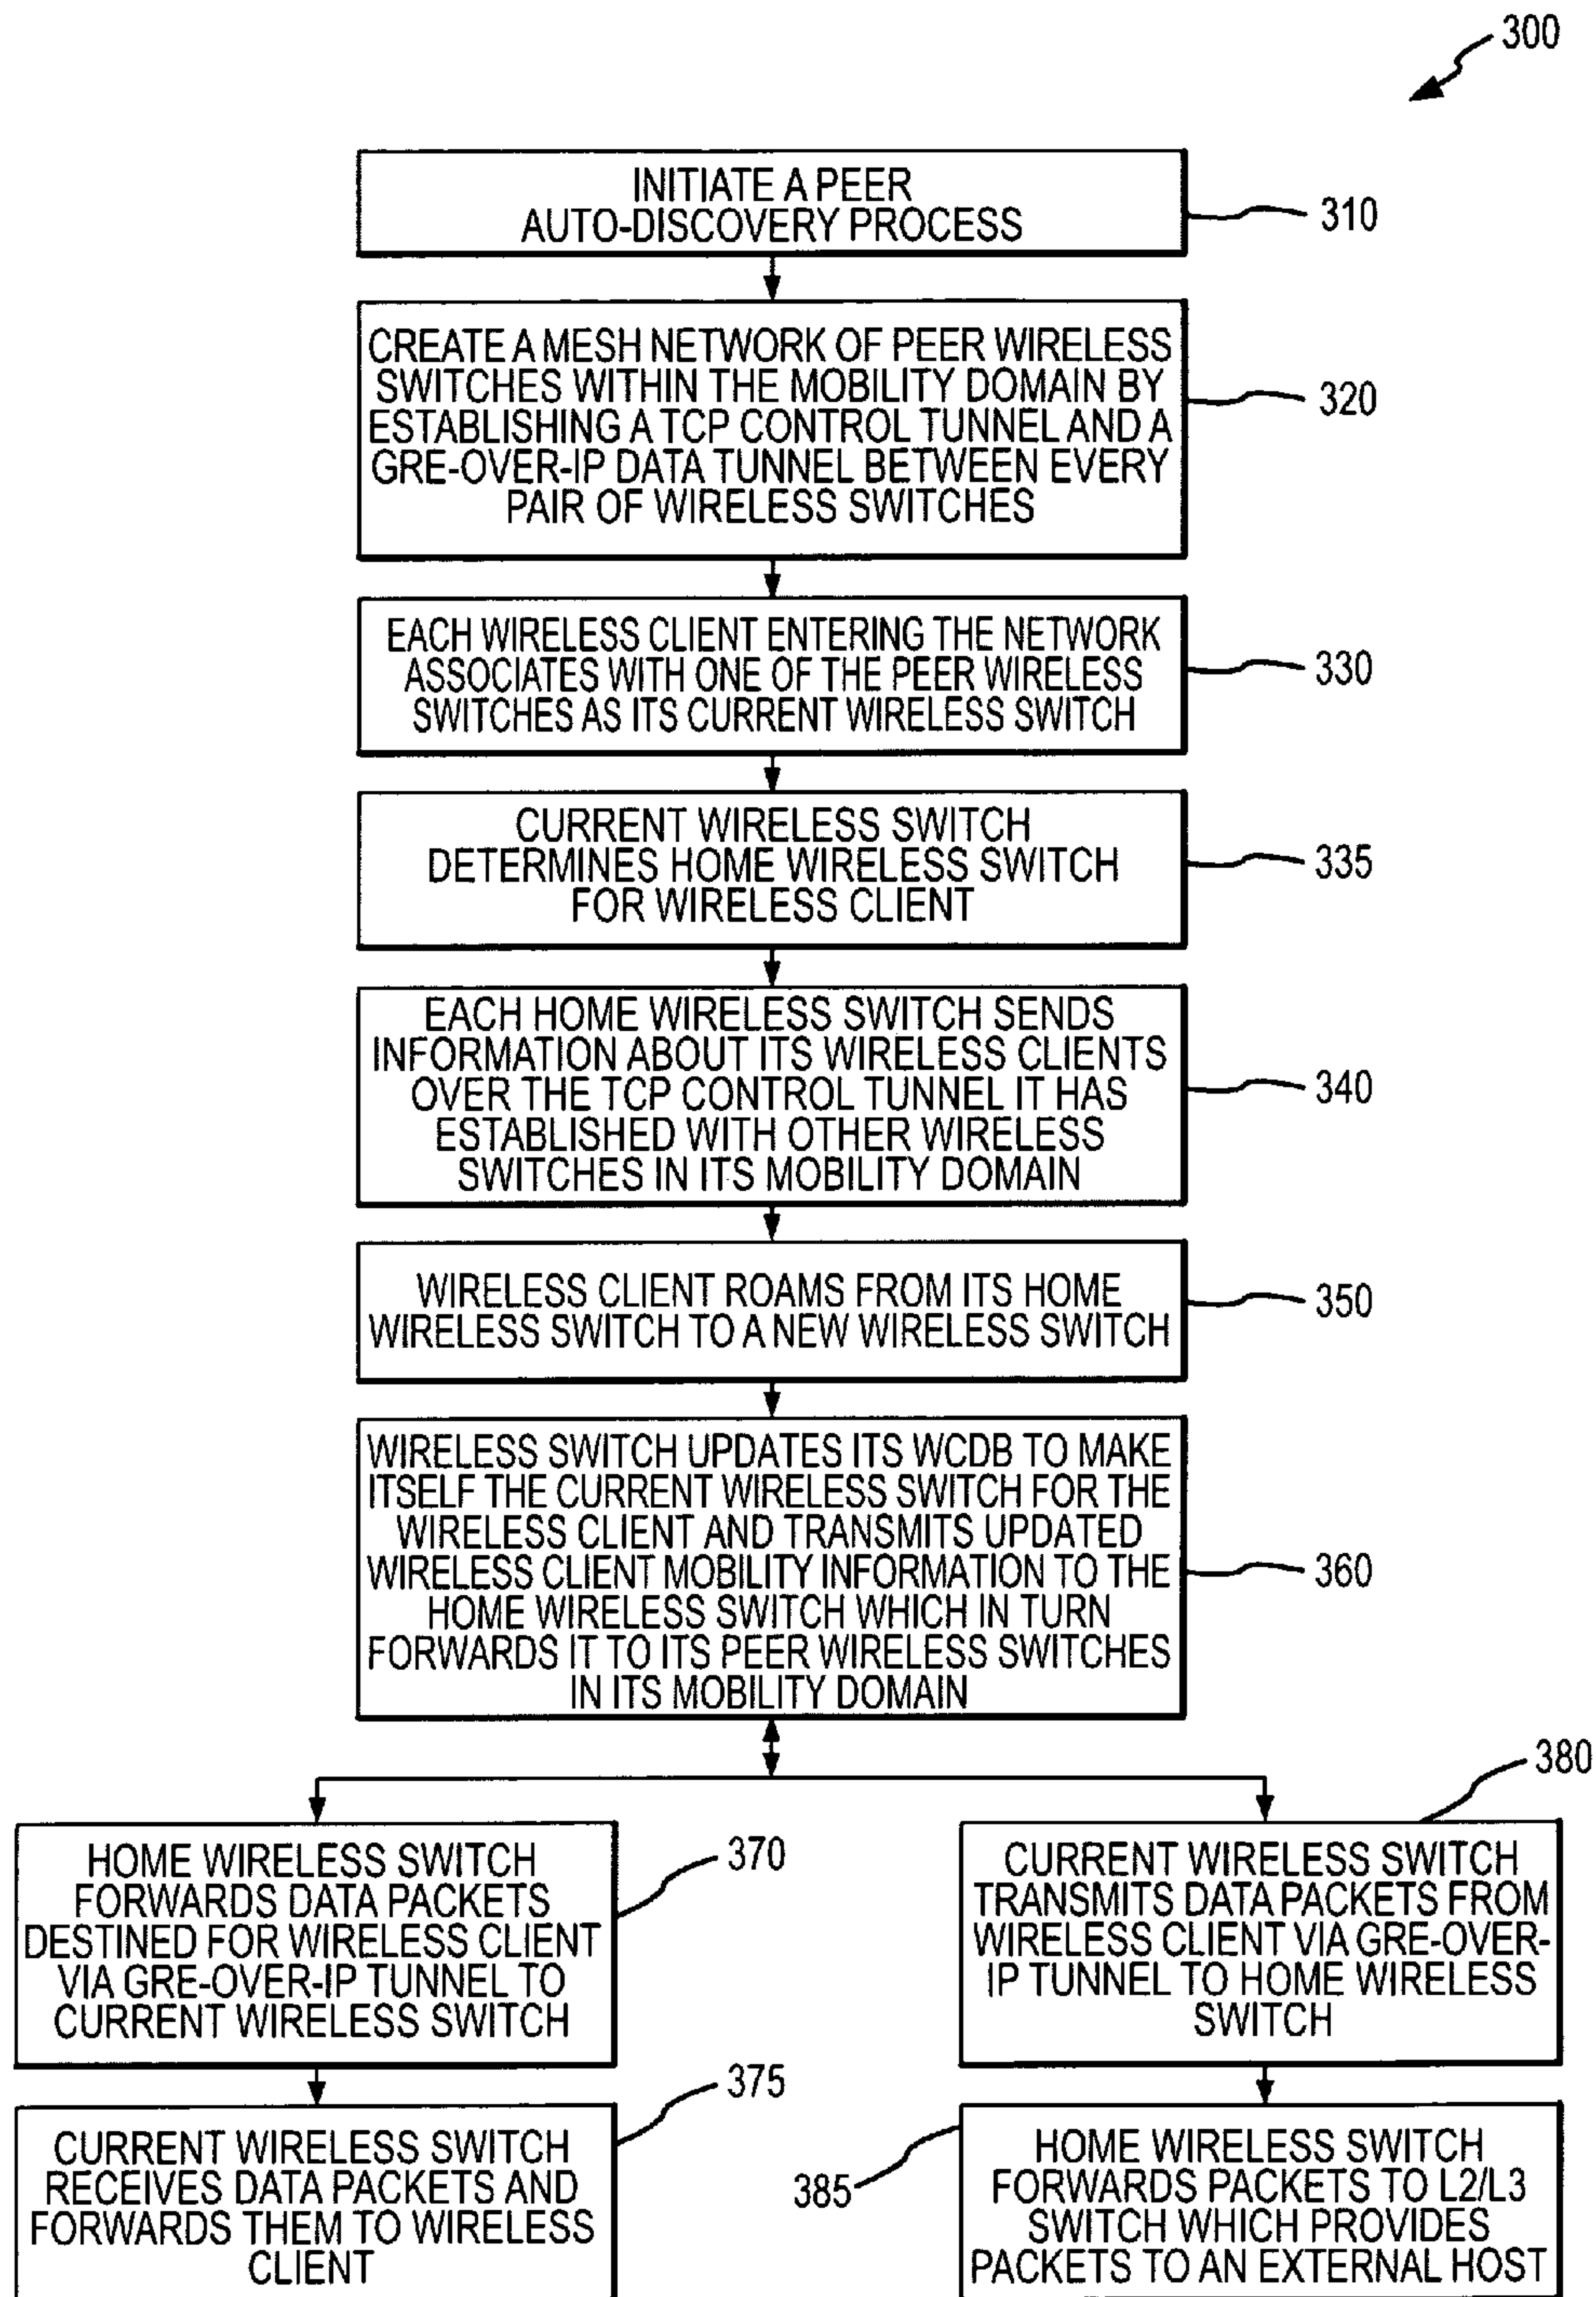 300
INITIATE A PEER
AUTO-DISCOVERY PROCESS
310
CREATE A MESH NETWORK OF PEER WIRELESS
SWITCHES WITHIN THE MOBILITY DOMAIN BY
ESTABLISHING A TCP CONTROL TUNNEL AND A
GRE-OVER-IP DATA TUNNEL BETWEEN EVERY
PAIR OF WIRELESS SWITCHES
320
EACH WIRELESS CLIENT ENTERING THE NETWORK
ASSOCIATES WITH ONE OF THE PEER WIRELESS
SWITCHES AS ITS CURRENT WIRELESS SWITCH
330
CURRENT WIRELESS SWITCH
DETERMINES HOME WIRELESS SWITCH
FOR WIRELESS CLIENT
335
EACH HOME WIRELESS SWITCH SENDS
INFORMATION ABOUT ITS WIRELESS CLIENTS
OVER THE TCP CONTROL TUNNEL IT HAS
ESTABLISHED WITH OTHER WIRELESS
SWITCHES IN ITS MOBILITY DOMAIN
340
WIRELESS CLIENT ROAMS FROM ITS HOME
WIRELESS SWITCH TO A NEW WIRELESS SWITCH
350
WIRELESS SWITCH UPDATES ITS WCDB TO MAKE
ITSELF THE CURRENT WIRELESS SWITCH FOR THE
WIRELESS CLIENT AND TRANSMITS UPDATED
WIRELESS CLIENT MOBILITY INFORMATION TO THE
HOME WIRELESS SWITCH WHICH IN TURN
FORWARDS IT TO ITS PEER WIRELESS SWITCHES
IN ITS MOBILITY DOMAIN
360
HOME WIRELESS SWITCH
FORWARDS DATA PACKETS
DESTINED FOR WIRELESS CLIENT
VIA GRE-OVER-IP TUNNEL TO
CURRENT WIRELESS SWITCH
370
CURRENT WIRELESS SWITCH
RECEIVES DATA PACKETS AND
FORWARDS THEM TO WIRELESS
CLIENT
375
380
CURRENT WIRELESS SWITCH
TRANSMITS DATA PACKETS FROM
WIRELESS CLIENT VIA GRE-OVER-
IP TUNNEL TO HOME WIRELESS
SWITCH
385
HOME WIRELESS SWITCH
FORWARDS PACKETS TO L2/L3
SWITCH WHICH PROVIDES
PACKETS TO AN EXTERNAL HOST